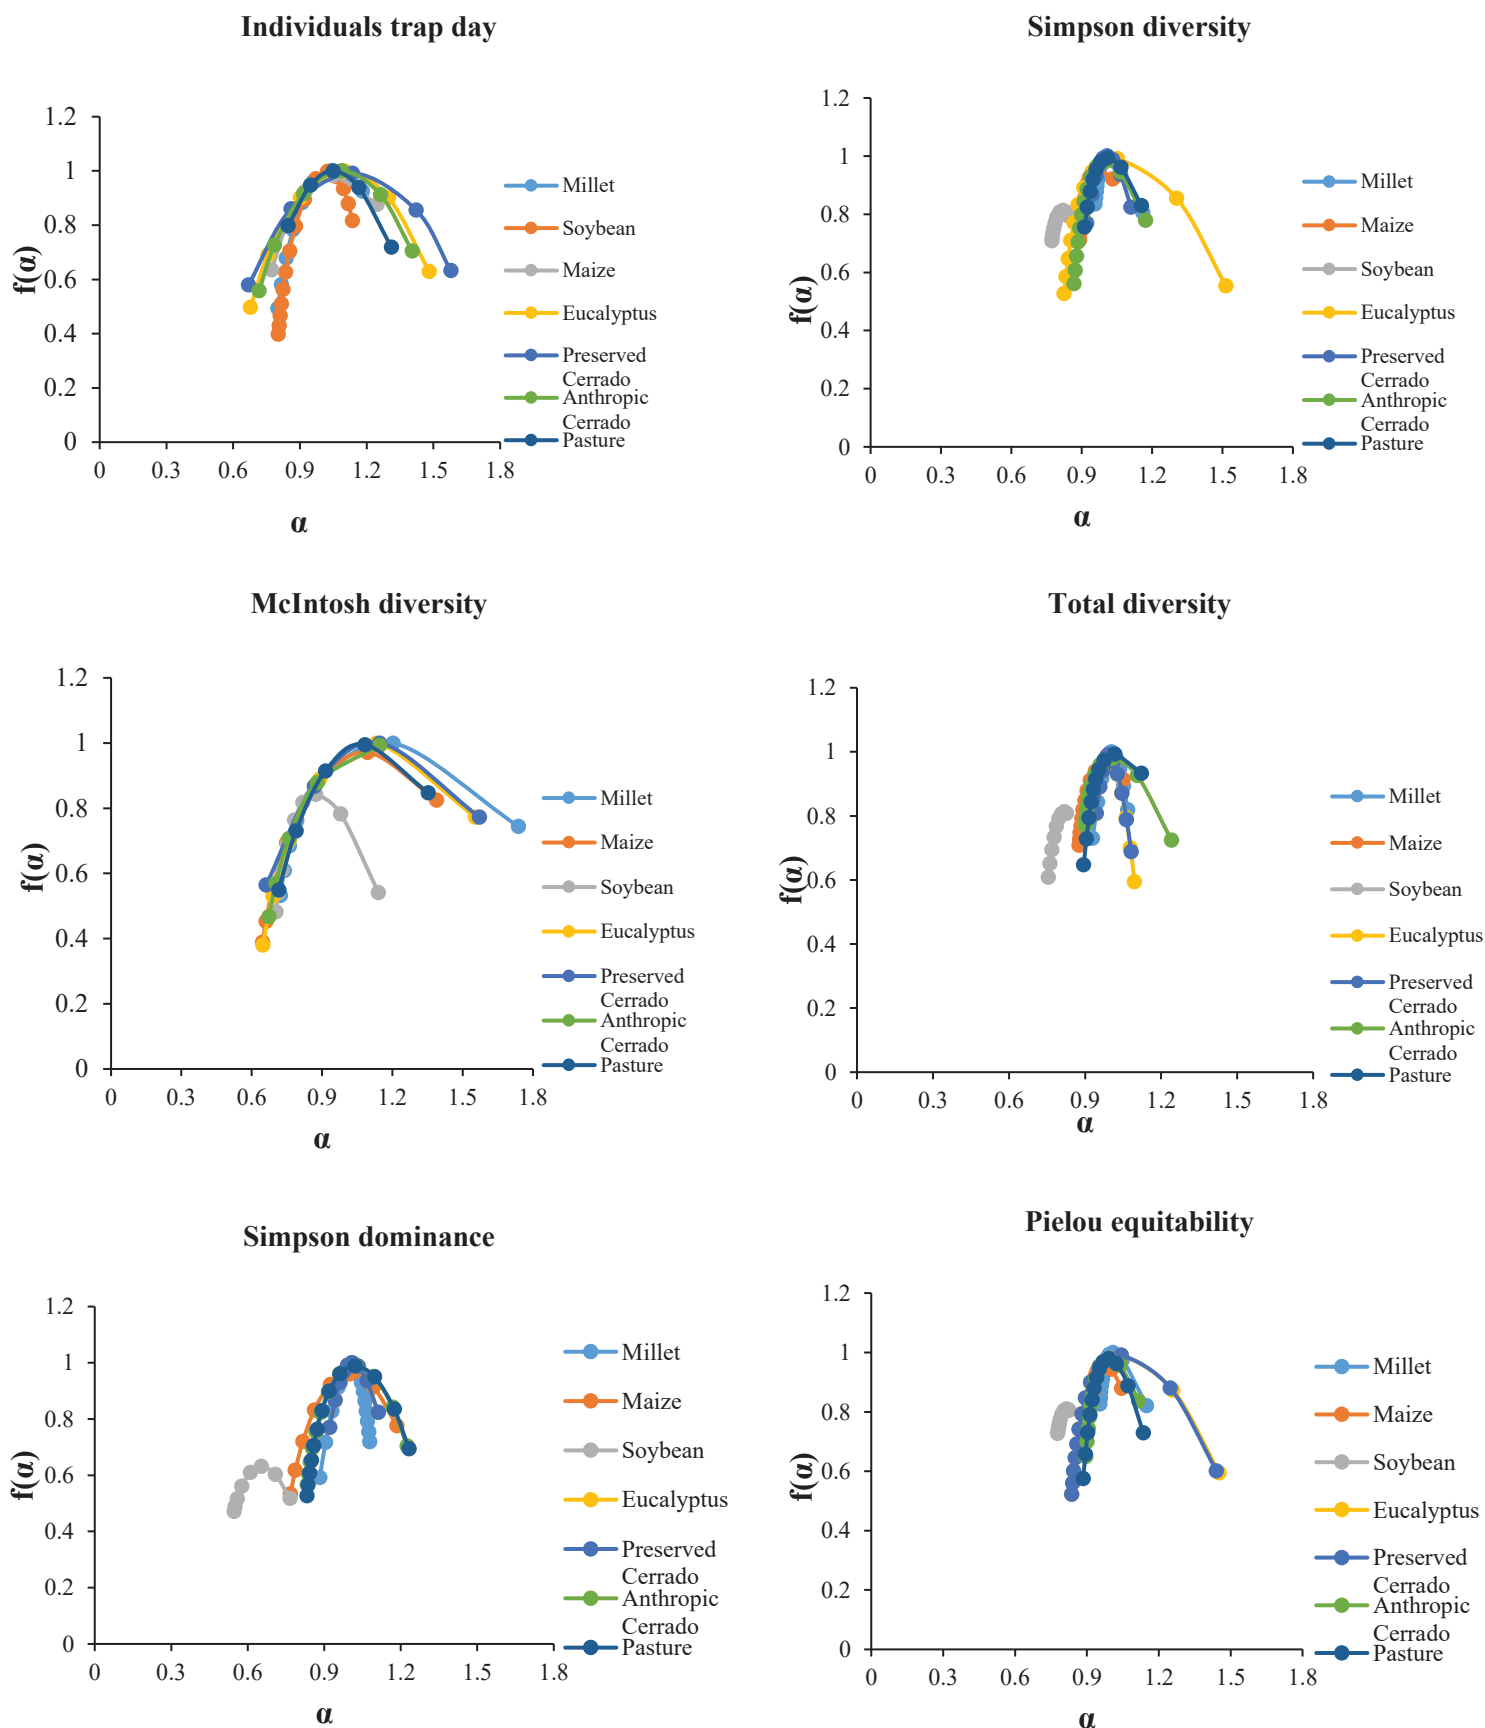 Individuals trap day
1.2
1
0.8
0.6
0.4
0.2
0
f(α)
0 0.3 0.6 0.9 1.2 1.5 1.8
α
Millet
Soybean
Maize
Eucalyptus
Preserved
Cerrado
Anthropic
Cerrado
Pasture
Simpson diversity
1.2
1
0.8
0.6
0.4
0.2
0
f(α)
0 0.3 0.6 0.9 1.2 1.5 1.8
α
Millet
Maize
Soybean
Eucalyptus
Preserved
Cerrado
Anthropic
Cerrado
Pasture
McIntosh diversity
1.2
1
0.8
0.6
0.4
0.2
0
f(α)
0 0.3 0.6 0.9 1.2 1.5 1.8
α
Millet
Maize
Soybean
Eucalyptus
Preserved
Cerrado
Anthropic
Cerrado
Pasture
Total diversity
1.2
1
0.8
0.6
0.4
0.2
0
f(α)
0 0.3 0.6 0.9 1.2 1.5 1.8
α
Millet
Maize
Soybean
Eucalyptus
Preserved
Cerrado
Anthropic
Cerrado
Pasture
Simpson dominance
1.2
1
0.8
0.6
0.4
0.2
0
f(α)
0 0.3 0.6 0.9 1.2 1.5 1.8
α
Millet
Maize
Soybean
Eucalyptus
Preserved
Cerrado
Anthropic
Cerrado
Pasture
Pielou equitability
1.2
1
0.8
0.6
0.4
0.2
0
f(α)
0 0.3 0.6 0.9 1.2 1.5 1.8
α
Millet
Maize
Soybean
Eucalyptus
Preserved
Cerrado
Anthropic
Cerrado
Pasture